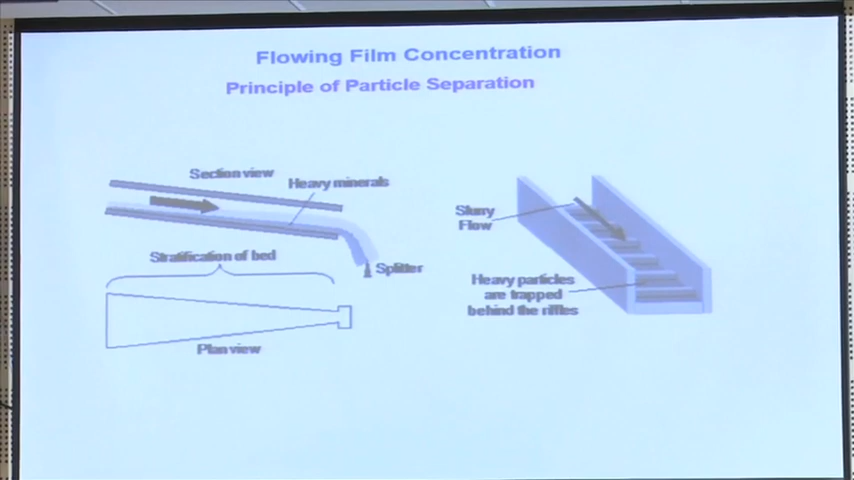 Flowing Film Concentration
Principle of Particle Separation
Section view
Heavy minerals
Stratification of bed
Splitter
Plan view
Slurry
Flow
Heavy particles
are trapped
behind the riffles